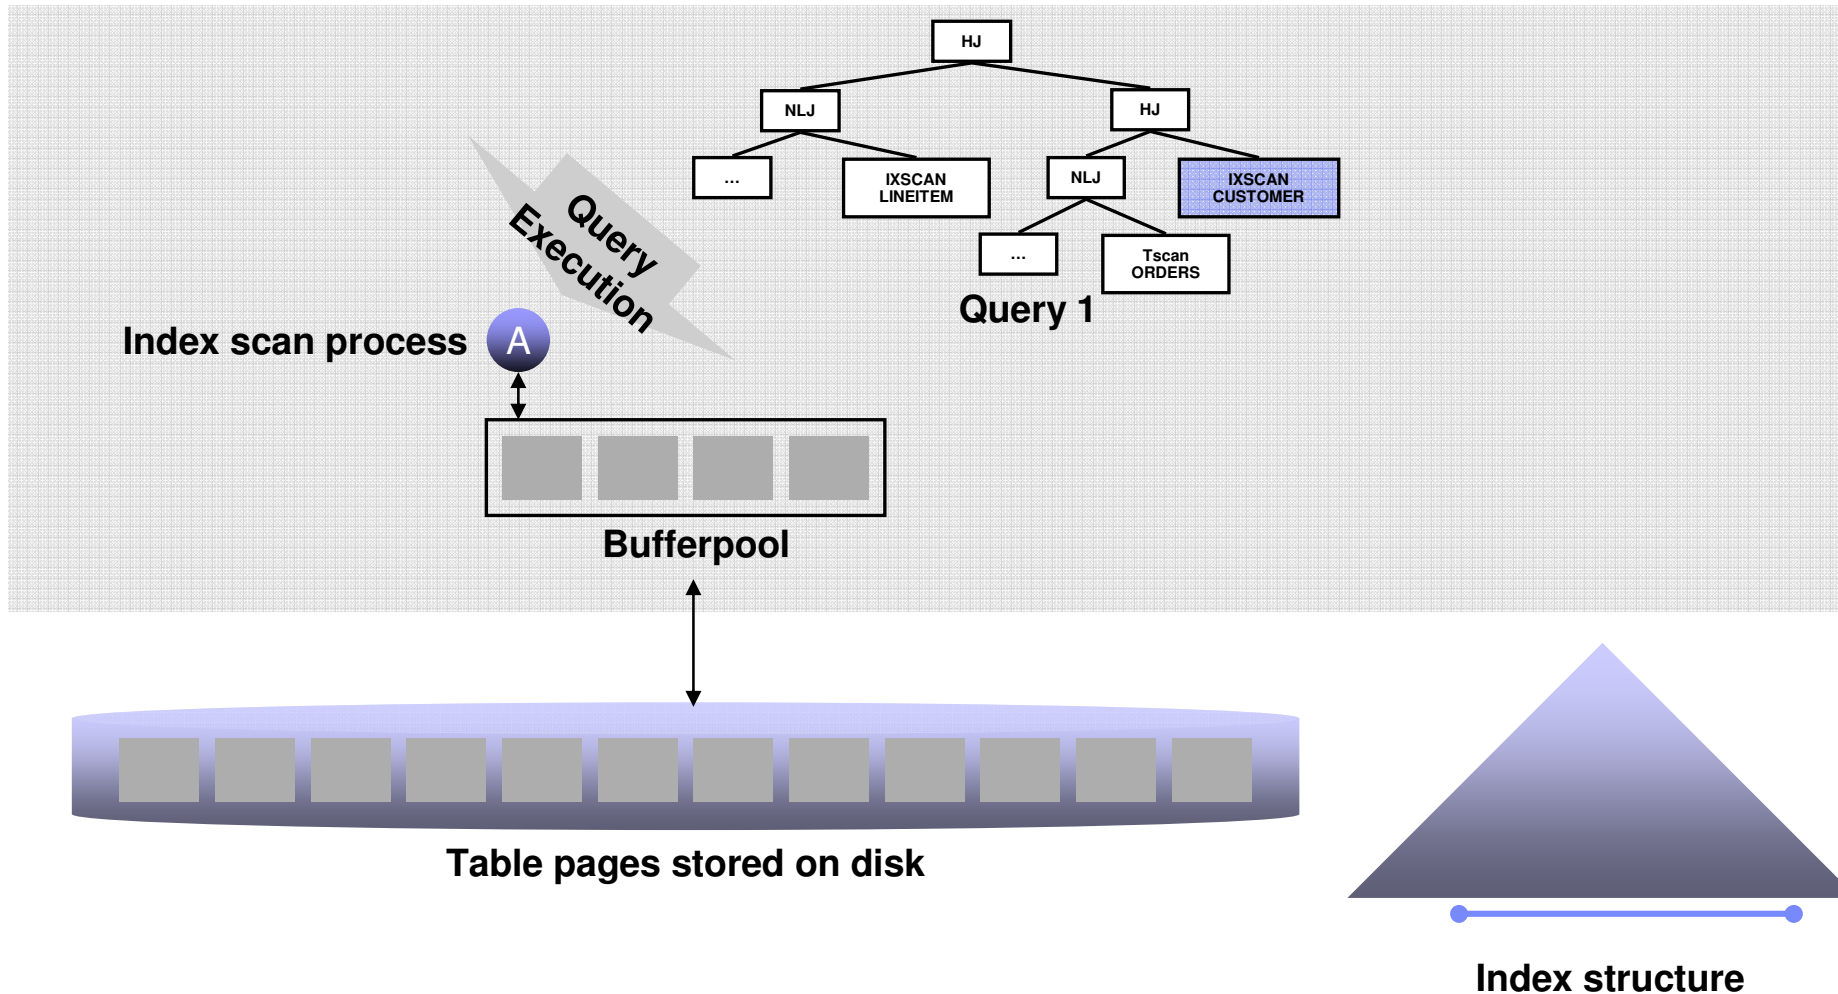 HJ
NLJ
HJ
...
IXSCAN
LINEITEM
NLJ
IXSCAN
CUSTOMER
...
Tscan
ORDERS
Query 1
Query
Execution
Index scan process
A
Bufferpool
Table pages stored on disk
Index structure